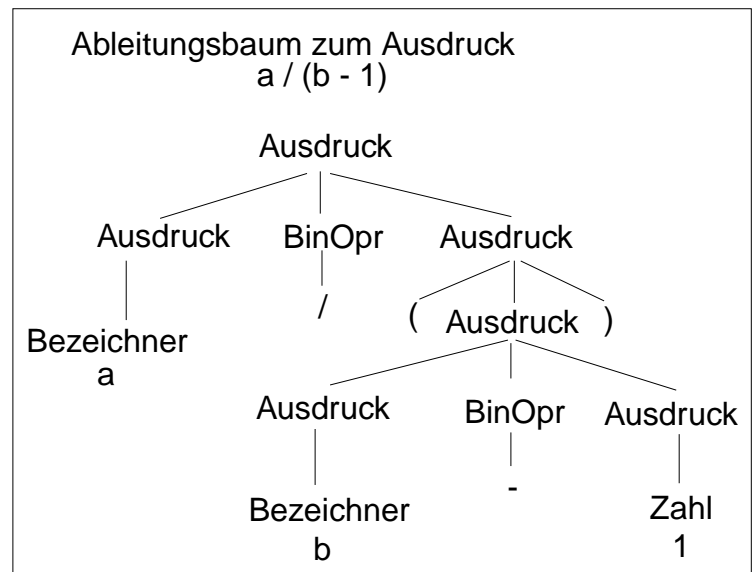 Ableitungsbaum zum Ausdruck
a / (b - 1)
Ausdruck
Ausdruck BinOpr Ausdruck
/ ( Ausdruck )
Bezeichner
a
Ausdruck BinOpr Ausdruck
-
Bezeichner Zahl
b 1